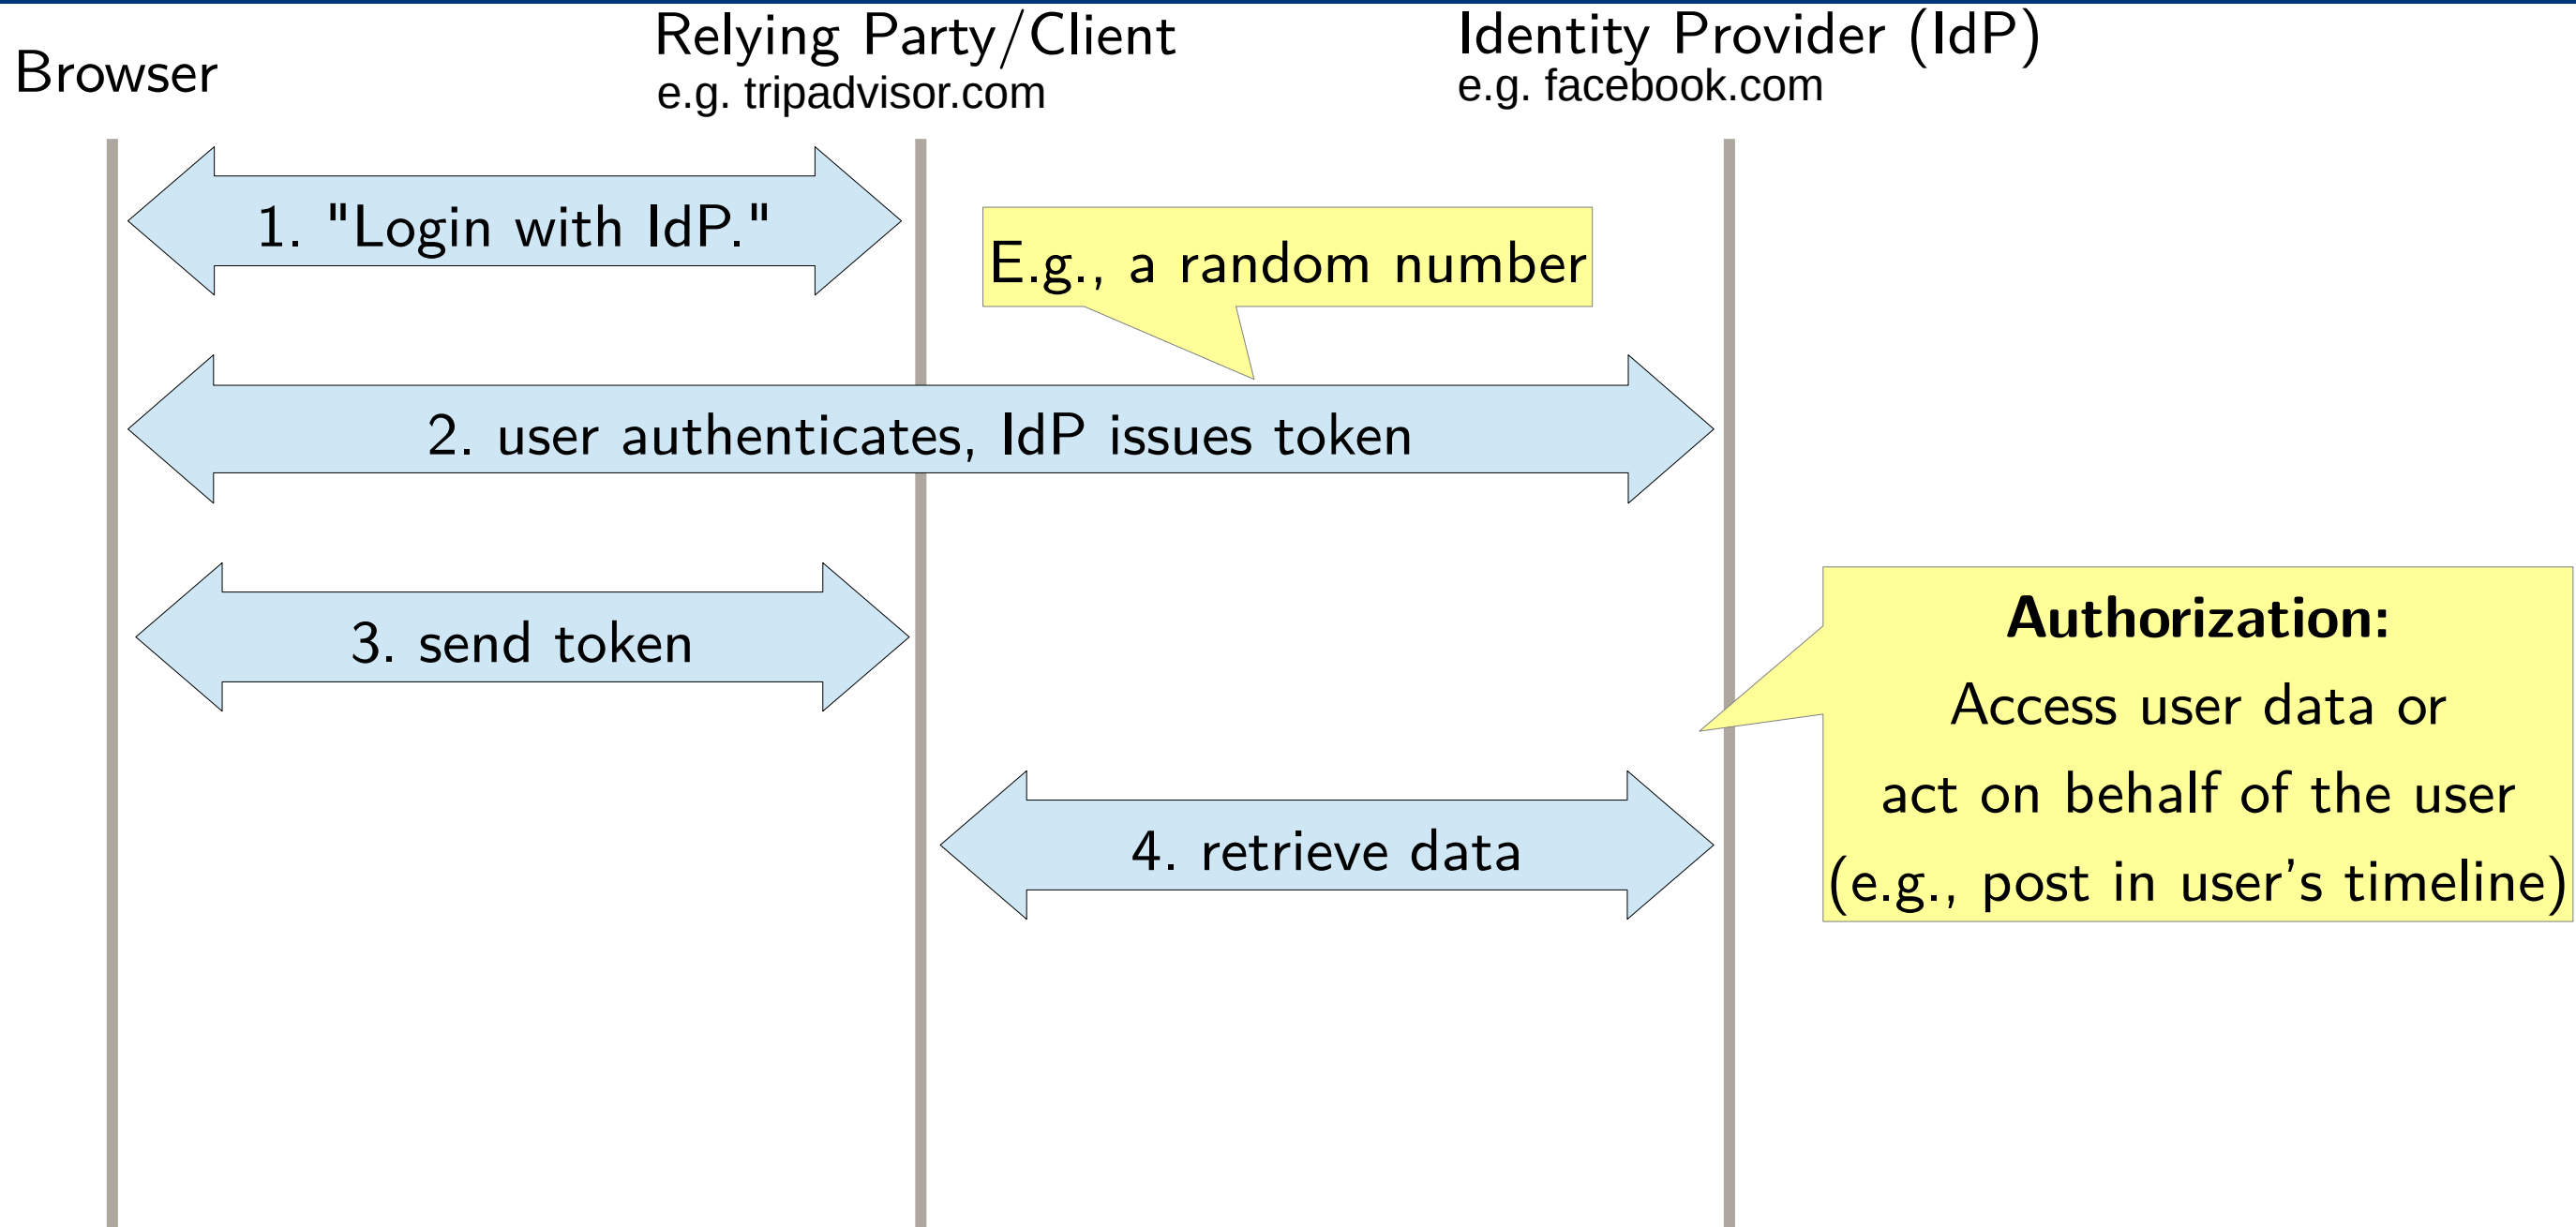 Browser
Relying Party/Client
e.g. tripadvisor.com
Identity Provider (IdP)
e.g. facebook.com
1. "Login with IdP."
E.g., a random number
2. user authenticates, IdP issues token
3. send token
Authorization:
Access user data or
act on behalf of the user
(e.g., post in user's timeline)
4. retrieve data